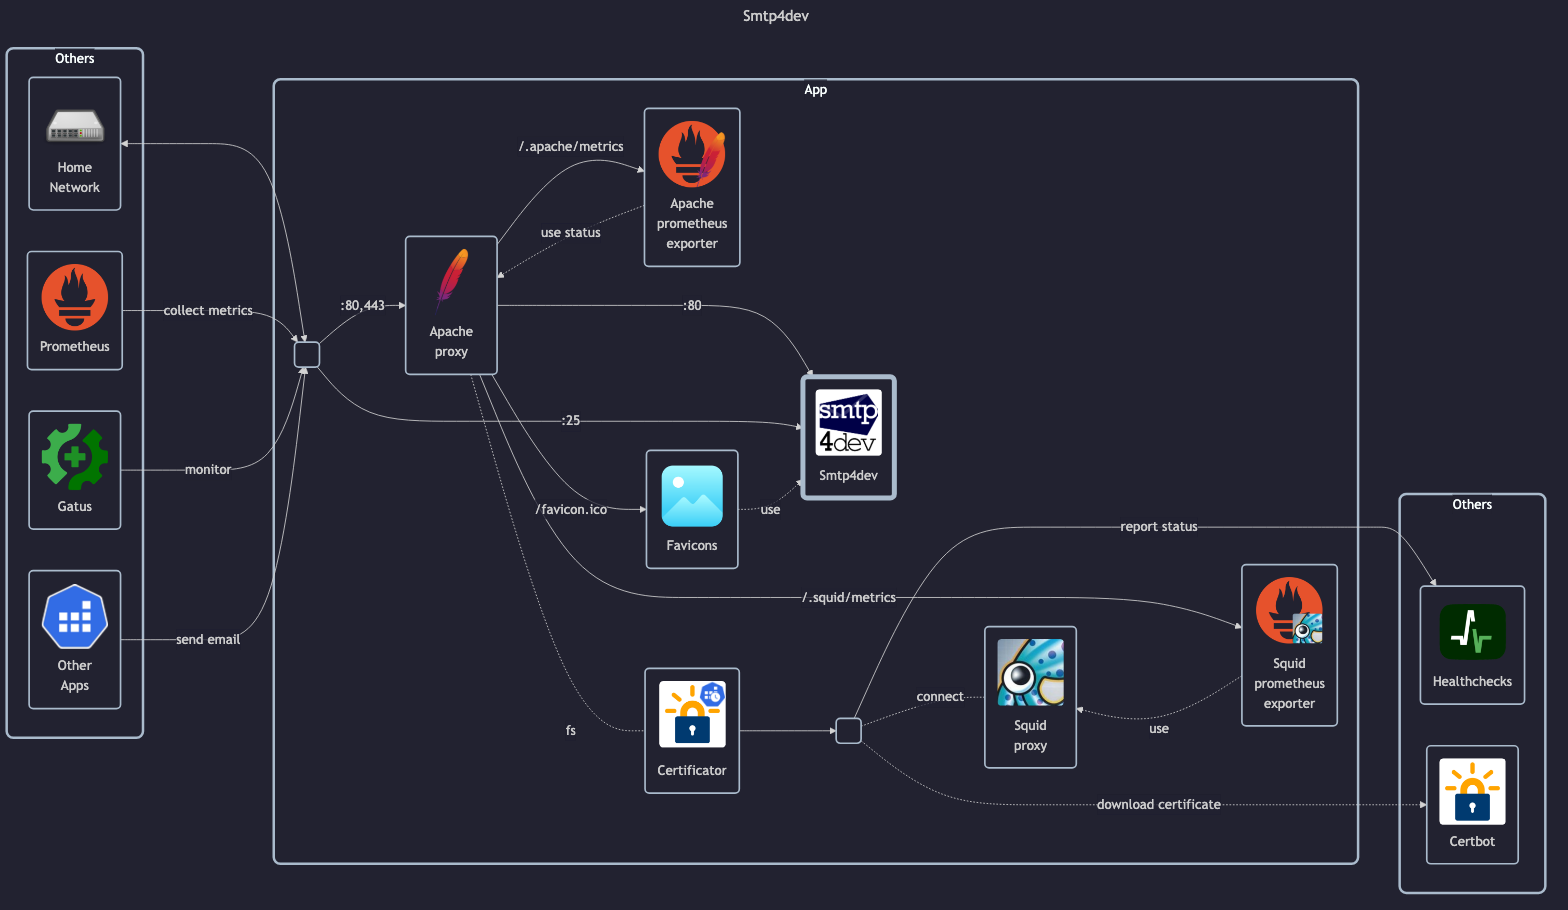 Smtp4dev
Others
Home
Network
Prometheus
Gatus
Other
Apps
collect metrics
monitor
send email
App
:80,443
Apache
proxy
/.apache/metrics
use status
Apache
prometheus
exporter
:80
:25
smtp
4dev
Smtp4dev
/favicon.ico
Favicons
use
/.squid/metrics
fs
Certificator
report status
connect
Squid
proxy
use
Squid
prometheus
exporter
download certificate
Others
Healthchecks
Certbot